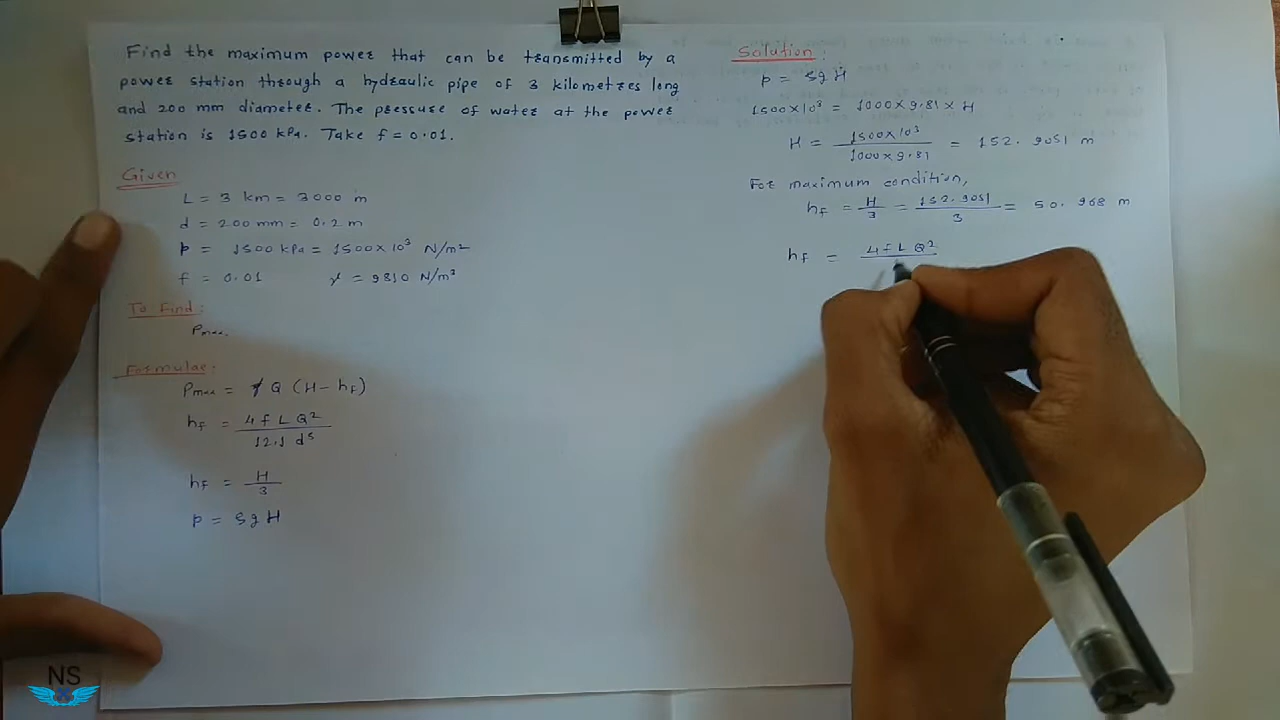 Find the maximum power that can be transmitted by a
power station through a hydraulic pipe of 3 kilometres long
and 200 mm diameter. The pressure of water at the power
station is 1500 kPa. Take f = 0.01.
Given
L = 3 km = 3000 m
d = 200 mm = 0.2 m
p = 1500 kPa = 1500×10³ N/m²
f = 0.01 γ = 9810 N/m³
To Find:
Pmax.
Formulae:
Pmax = γ Q (H - hf)
hf = 4 f L Q² / 12.1 d⁵
hf = H / 3
p = ρ g H
Solution:
p = ρ g H
1500×10³ = 1000×9.81×H
H = 1500×10³ / 1000×9.81 = 152.9051 m
For maximum condition,
hf = H / 3 = 152.9051 / 3 = 50.968 m
hf = 4 f L Q²
NS